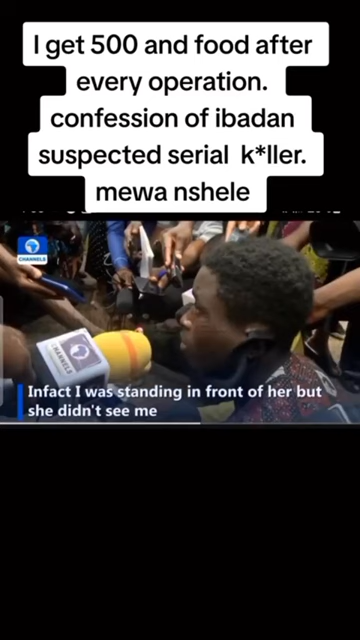 I get 500 and food after
every operation.
confession of ibadan
suspected serial k*ller.
mewa nshele
CHANNELS
CHANNELS
Infact I was standing in front of her but
she didn't see me